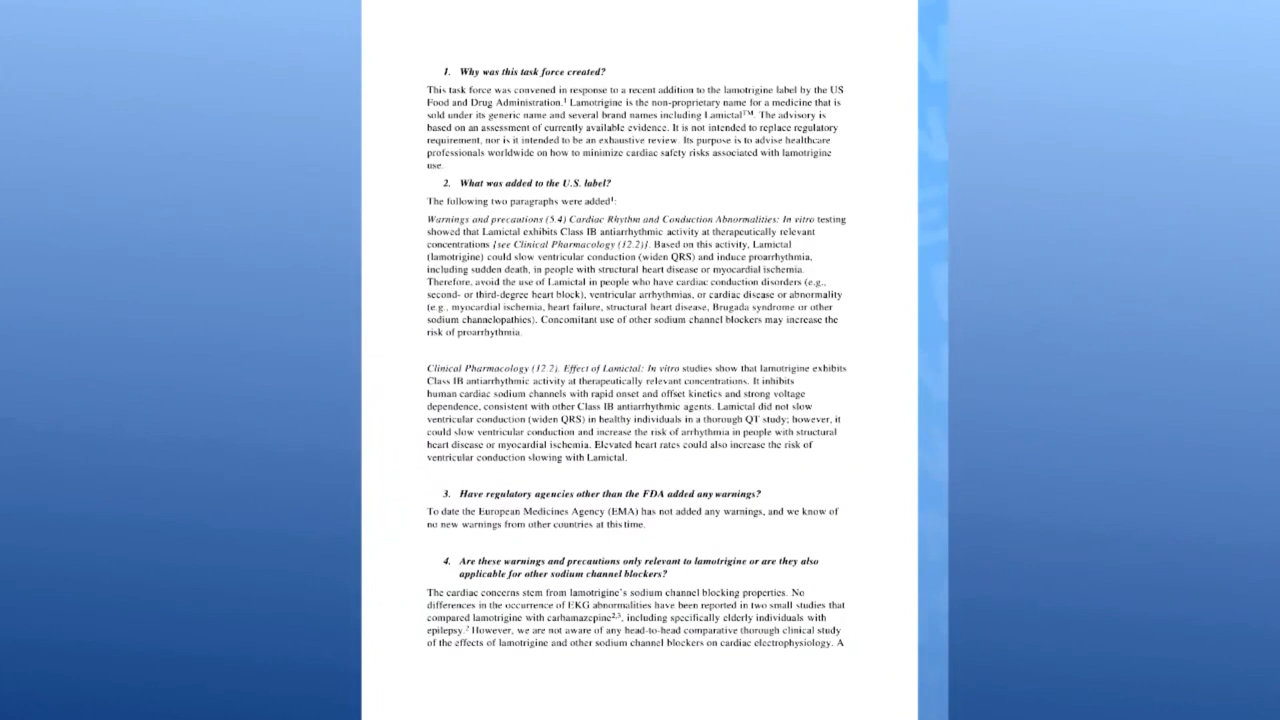 1. Why was this task force created?
This task force was convened in response to a recent addition to the lamotrigine label by the US
Food and Drug Administration.1 Lamotrigine is the non-proprietary name for a medicine that is
sold under its generic name and several brand names including Lamictal™. The advisory is
based on an assessment of currently available evidence. It is not intended to replace regulatory
requirement, nor is it intended to be an exhaustive review. Its purpose is to advise healthcare
professionals worldwide on how to minimize cardiac safety risks associated with lamotrigine
use.
2. What was added to the U.S. label?
The following two paragraphs were added1:
Warnings and precautions (5.4) Cardiac Rhythm and Conduction Abnormalities: In vitro testing
showed that Lamictal exhibits Class IB antiarrhythmic activity at therapeutically relevant
concentrations [see Clinical Pharmacology (12.2)]. Based on this activity, Lamictal
(lamotrigine) could slow ventricular conduction (widen QRS) and induce proarrhythmia,
including sudden death, in people with structural heart disease or myocardial ischemia.
Therefore, avoid the use of Lamictal in people who have cardiac conduction disorders (e.g.,
second- or third-degree heart block), ventricular arrhythmias, or cardiac disease or abnormality
(e.g., myocardial ischemia, heart failure, structural heart disease, Brugada syndrome or other
sodium channelopathies). Concomitant use of other sodium channel blockers may increase the
risk of proarrhythmia.
Clinical Pharmacology (12.2). Effect of Lamictal: In vitro studies show that lamotrigine exhibits
Class IB antiarrhythmic activity at therapeutically relevant concentrations. It inhibits
human cardiac sodium channels with rapid onset and offset kinetics and strong voltage
dependence, consistent with other Class IB antiarrhythmic agents. Lamictal did not slow
ventricular conduction (widen QRS) in healthy individuals in a thorough QT study; however, it
could slow ventricular conduction and increase the risk of arrhythmia in people with structural
heart disease or myocardial ischemia. Elevated heart rates could also increase the risk of
ventricular conduction slowing with Lamictal.
3. Have regulatory agencies other than the FDA added any warnings?
To date the European Medicines Agency (EMA) has not added any warnings, and we know of
no new warnings from other countries at this time.
4. Are these warnings and precautions only relevant to lamotrigine or are they also
applicable for other sodium channel blockers?
The cardiac concerns stem from lamotrigine's sodium channel blocking properties. No
differences in the occurrence of EKG abnormalities have been reported in two small studies that
compared lamotrigine with carbamazepine2,3, including specifically elderly individuals with
epilepsy.2 However, we are not aware of any head-to-head comparative thorough clinical study
of the effects of lamotrigine and other sodium channel blockers on cardiac electrophysiology. A